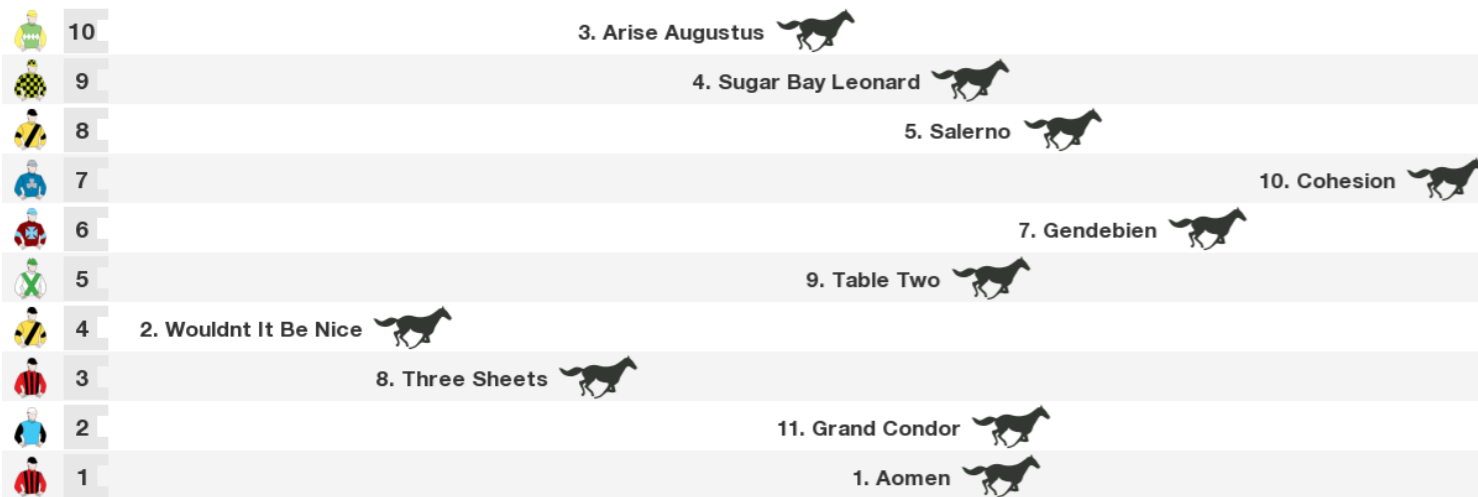 10 3. Arise Augustus
9 4. Sugar Bay Leonard
8 5. Salerno
7 10. Cohesion
6 7. Gendebien
5 9. Table Two
4 2. Wouldnt It Be Nice
3 8. Three Sheets
2 11. Grand Condor
1 1. Aomen